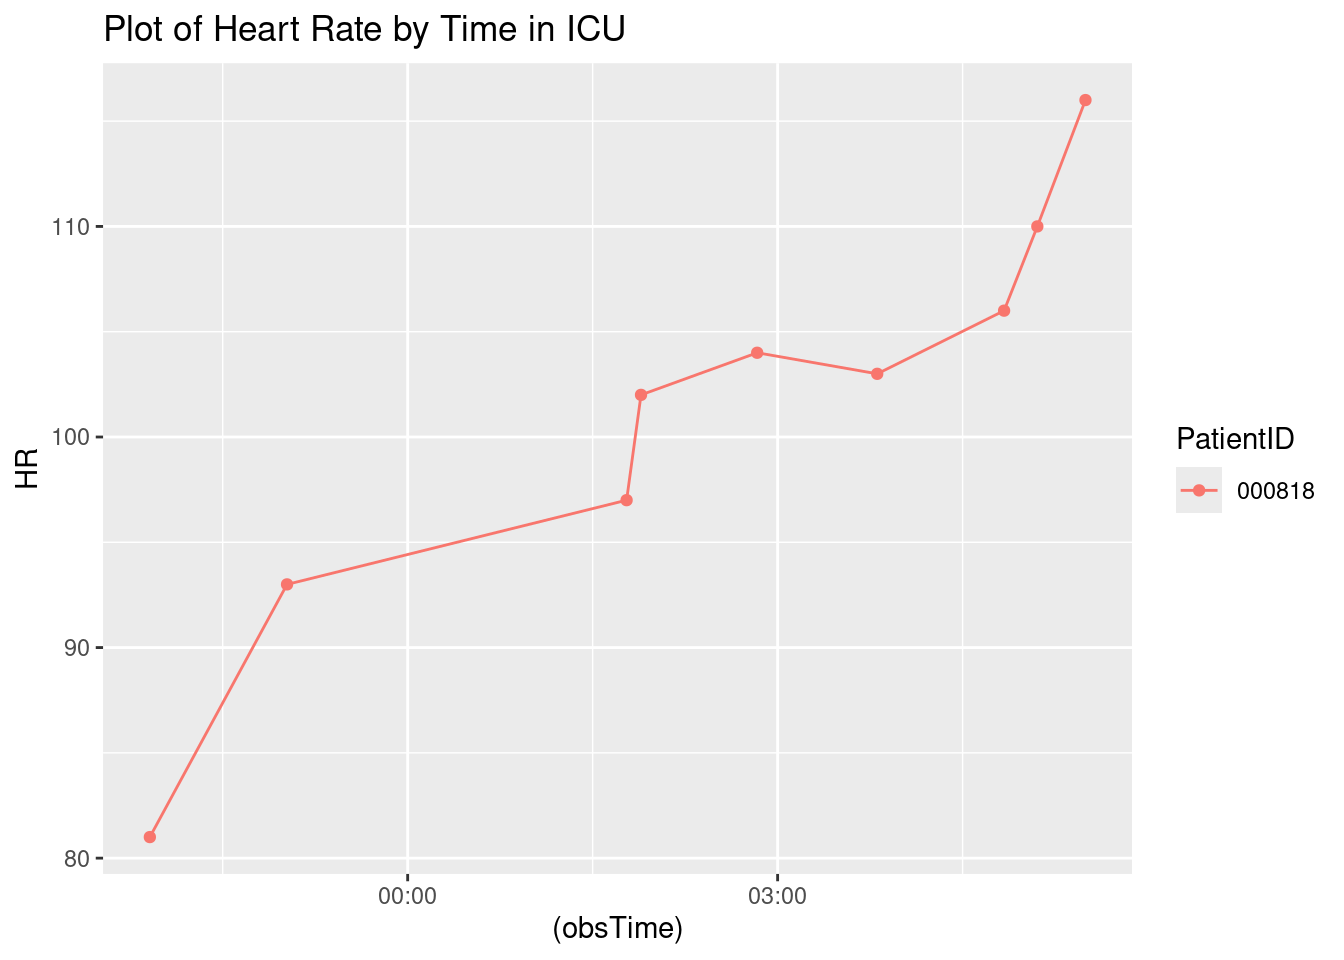 Plot of Heart Rate by Time in ICU
110
100
90
80
HR
00:00
03:00
(obsTime)
PatientID
000818